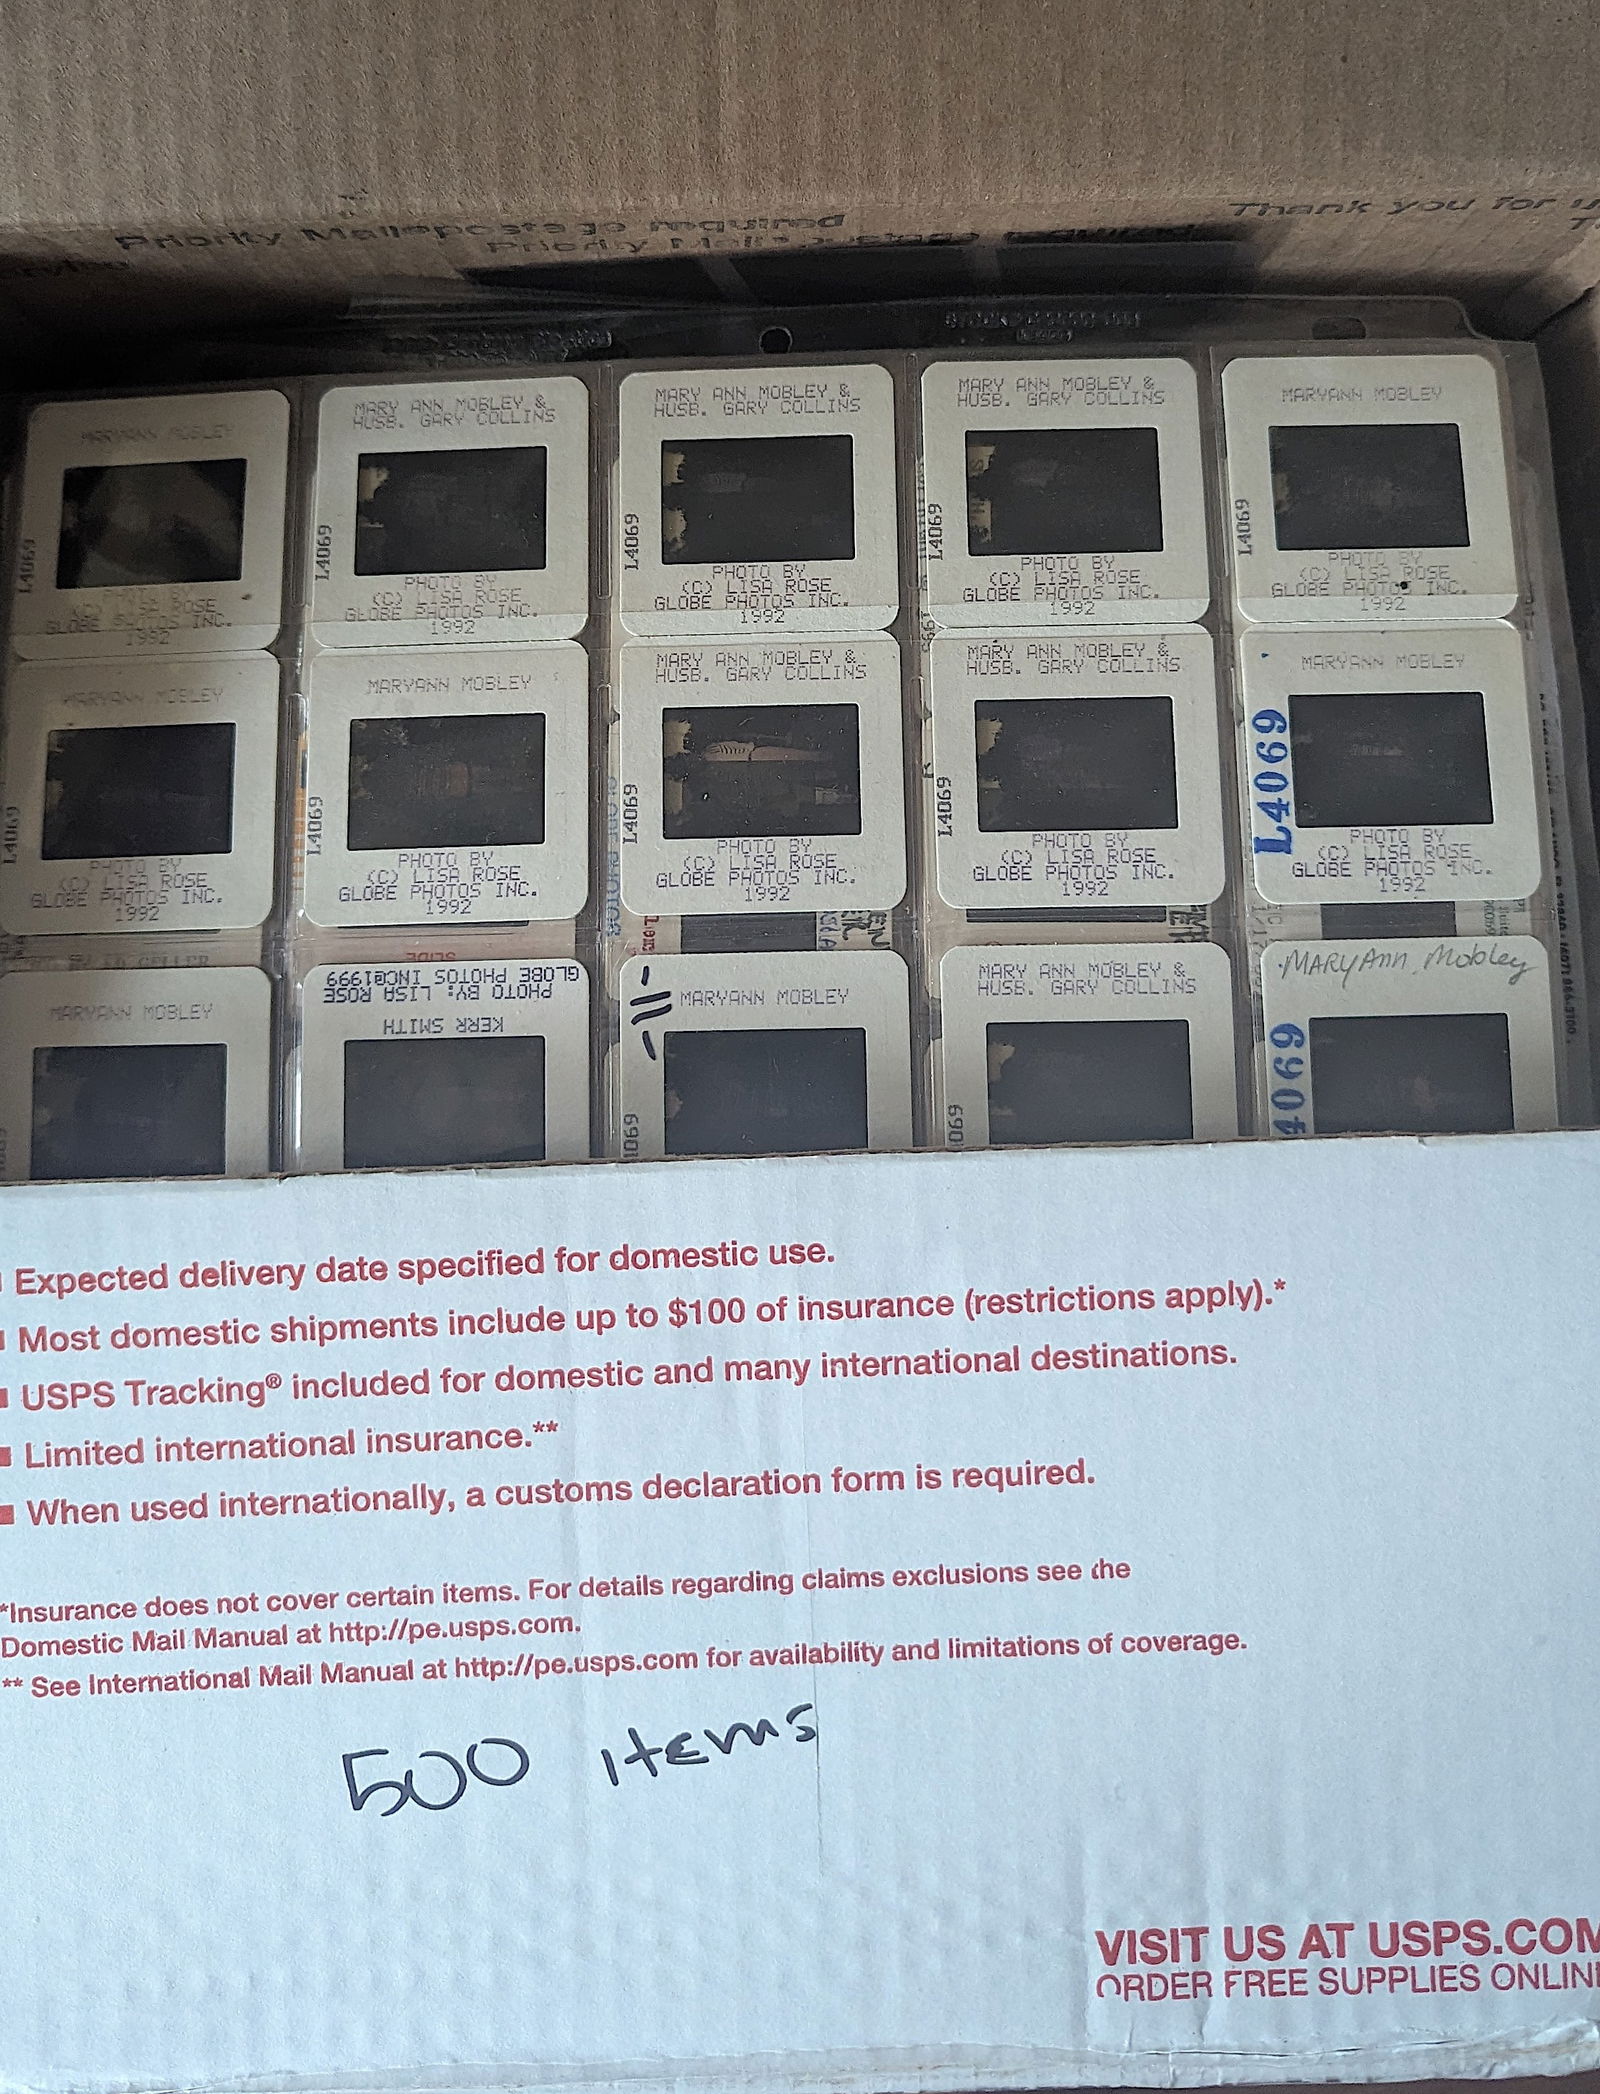 Priority Mail postage required
Thank you for
MARYANN MOBLEY
L4069
PHOTO BY
(C) LISA ROSE
GLOBE PHOTOS INC.
1992
MARY ANN MOBLEY &
HUSB. GARY COLLINS
L4069
PHOTO BY
(C) LISA ROSE
GLOBE PHOTOS INC.
1992
MARY ANN MOBLEY &
HUSB. GARY COLLINS
L4069
PHOTO BY
(C) LISA ROSE
GLOBE PHOTOS INC.
1992
MARY ANN MOBLEY &
HUSB. GARY COLLINS
L4069
PHOTO BY
(C) LISA ROSE
GLOBE PHOTOS INC.
1992
MARYANN MOBLEY
L4069
PHOTO BY
(C) LISA ROSE
GLOBE PHOTOS INC.
1992
MARYANN MOBLEY
L4069
PHOTO BY
(C) LISA ROSE
GLOBE PHOTOS INC.
1992
MARYANN MOBLEY
L4069
PHOTO BY
(C) LISA ROSE
GLOBE PHOTOS INC.
1992
MARY ANN MOBLEY &
HUSB. GARY COLLINS
L4069
PHOTO BY
(C) LISA ROSE
GLOBE PHOTOS INC.
1992
MARY ANN MOBLEY &
HUSB. GARY COLLINS
L4069
PHOTO BY
(C) LISA ROSE
GLOBE PHOTOS INC.
1992
MARYANN MOBLEY
L4069
PHOTO BY
(C) LISA ROSE
GLOBE PHOTOS INC.
1992
MARYANN MOBLEY
KERR SMITH
PHOTO BY: LISA ROSE
GLOBE PHOTOS INC@1999
SLIDE
MARYANN MOBLEY
069
MARY ANN MOBLEY &
HUSB. GARY COLLINS
069
MARYAnn Mobley
4069
Expected delivery date specified for domestic use.
Most domestic shipments include up to $100 of insurance (restrictions apply).*
USPS Tracking® included for domestic and many international destinations.
Limited international insurance.**
When used internationally, a customs declaration form is required.
*Insurance does not cover certain items. For details regarding claims exclusions see the
Domestic Mail Manual at http://pe.usps.com.
** See International Mail Manual at http://pe.usps.com for availability and limitations of coverage.
500 Items
VISIT US AT USPS.COM
ORDER FREE SUPPLIES ONLIN